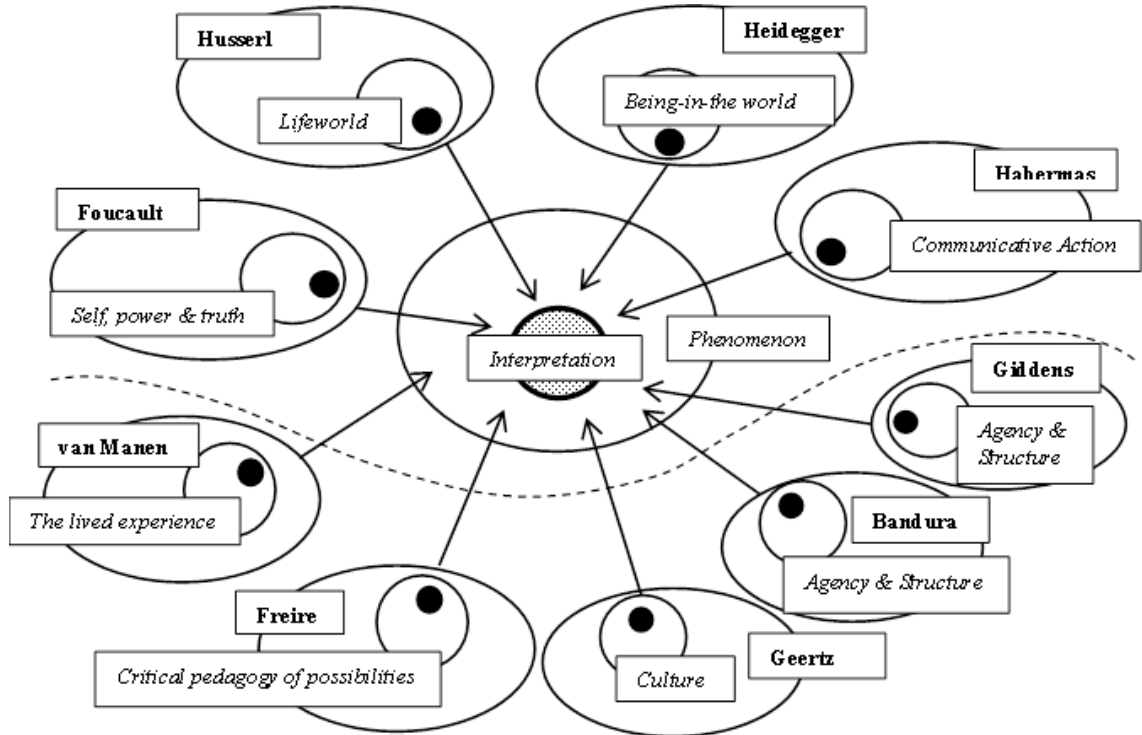 Husserl
Lifeworld
Heidegger
Being-in-the world
Habermas
Communicative Action
Foucault
Self, power & truth
Interpretation
Phenomenon
Giddens
Agency &
Structure
van Manen
The lived experience
Bandura
Agency & Structure
Freire
Critical pedagogy of possibilities
Geertz
Culture